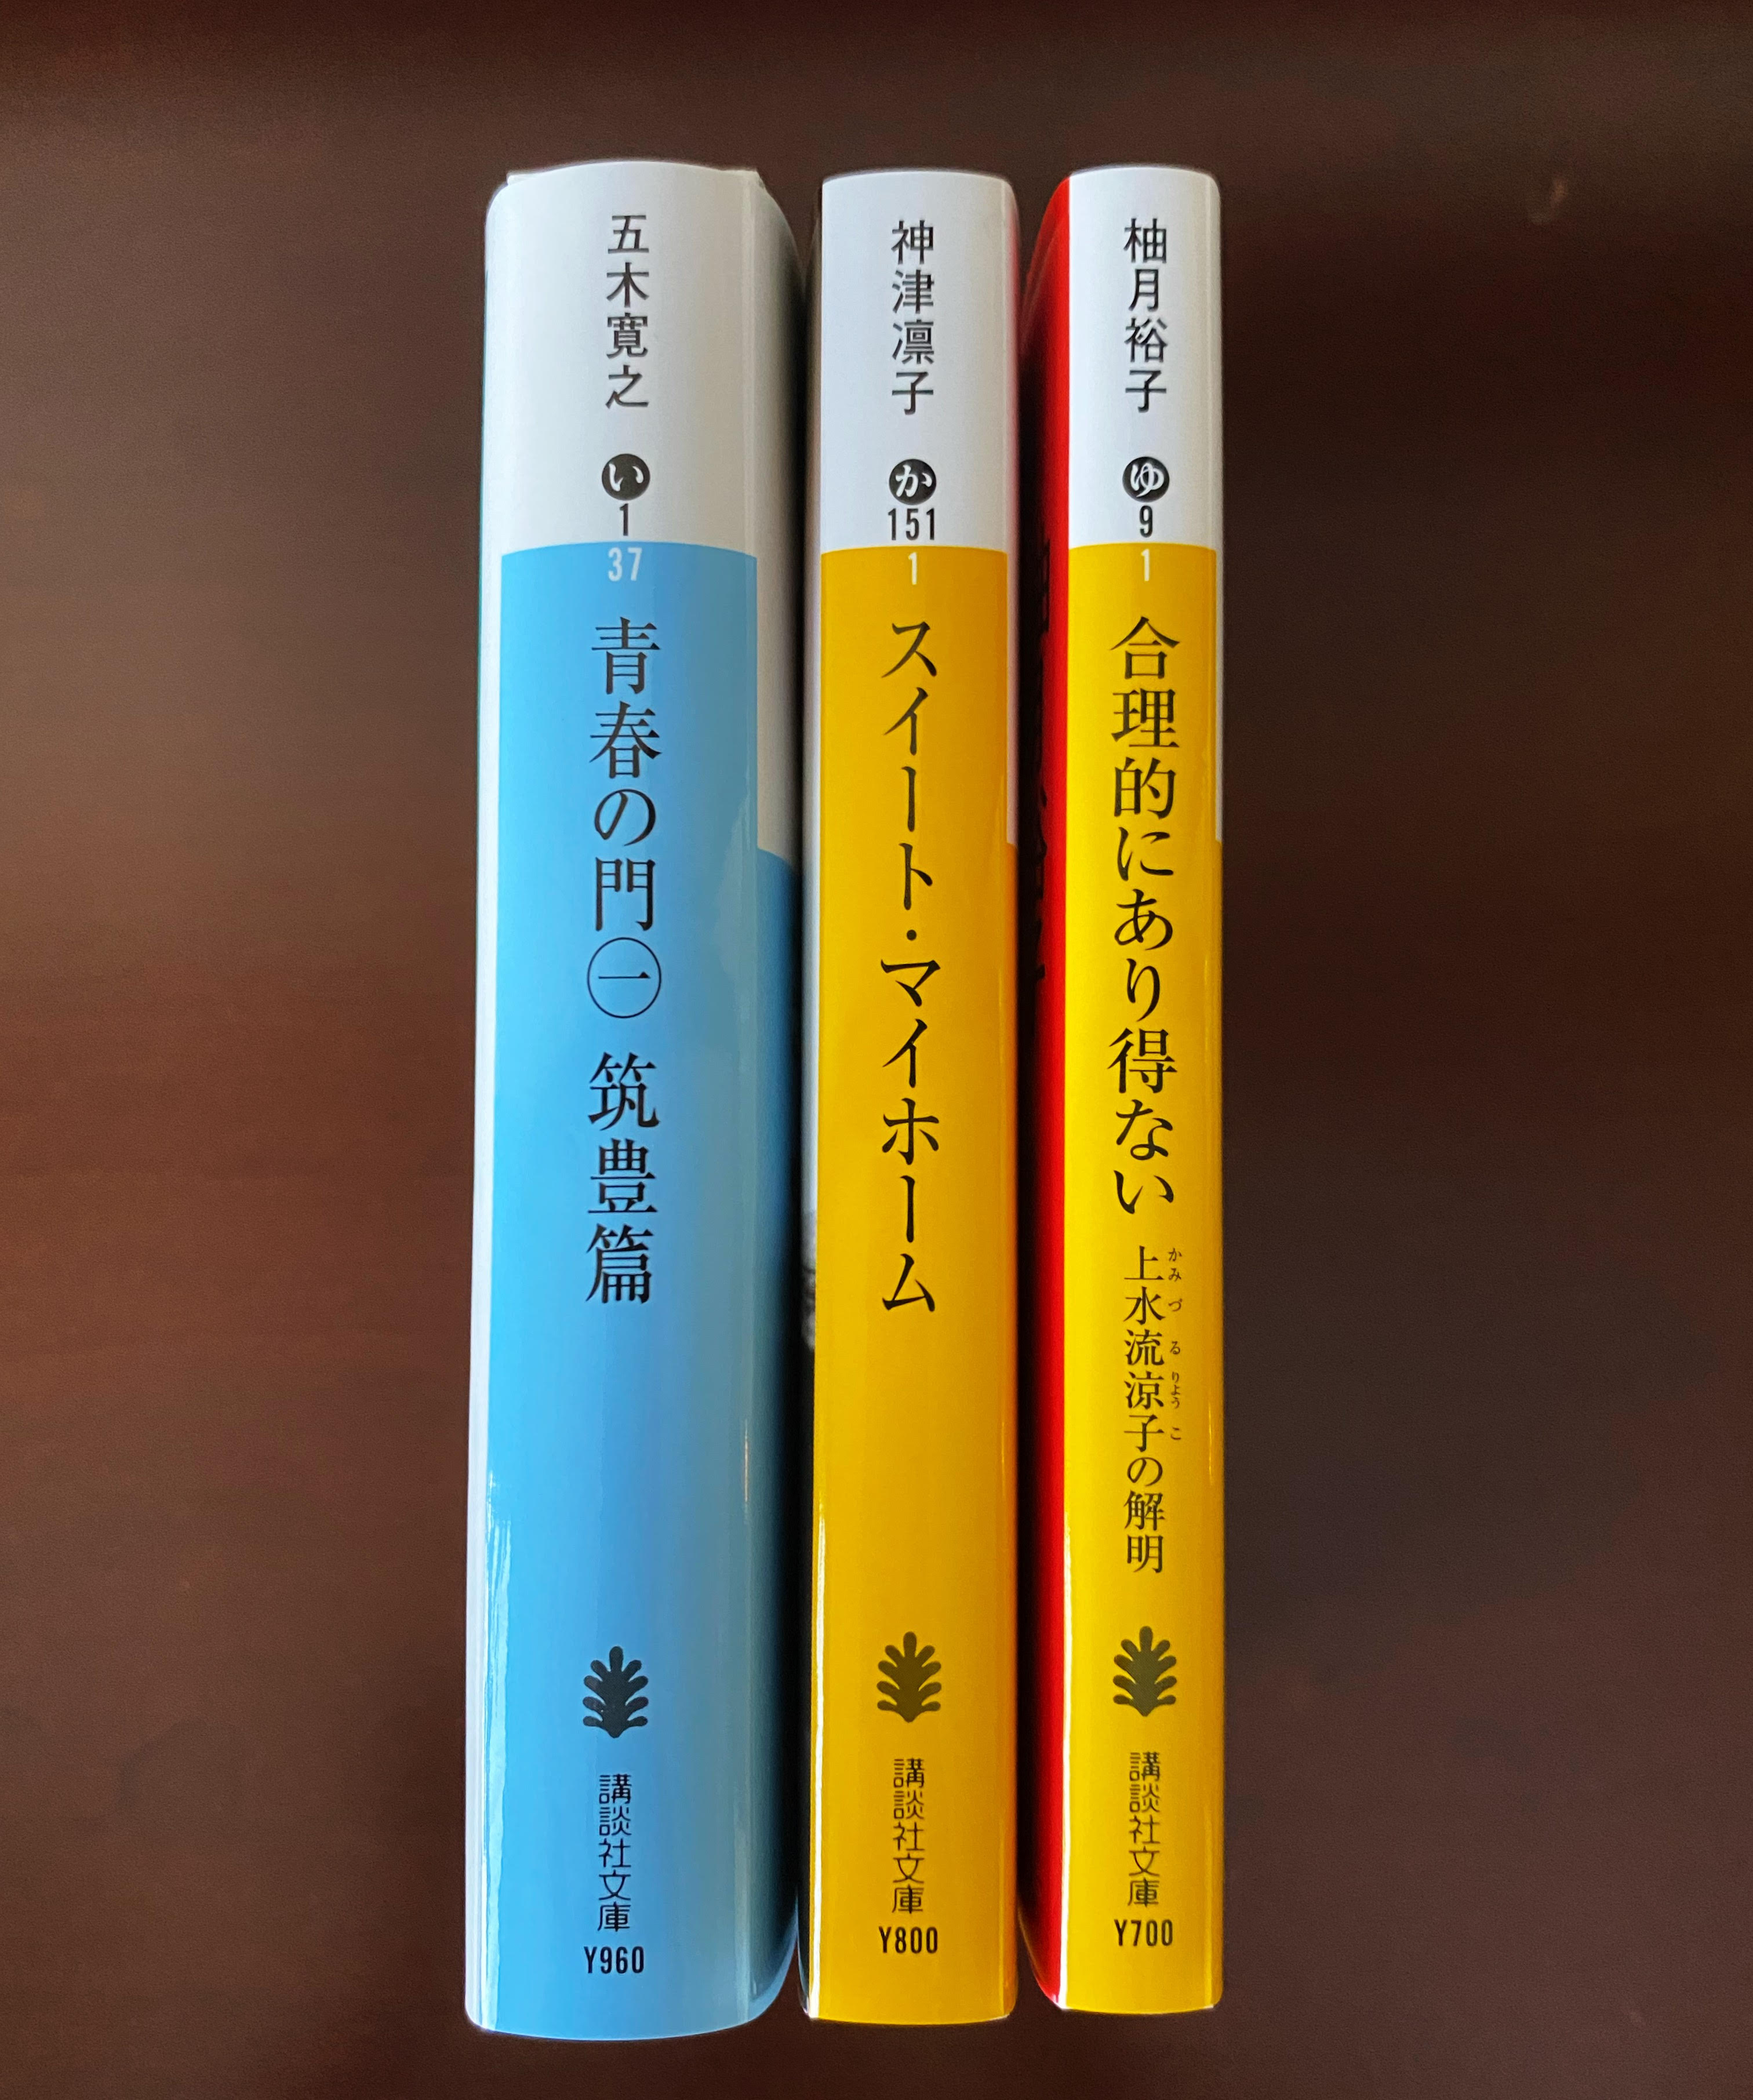 五木寛之
い
1
37
青春の門㊀ 筑豊篇
講談社文庫
Y960
神津凛子
か
151
1
スイート・マイホーム
講談社文庫
Y800
柚月裕子
ゆ
9
1
合理的にあり得ない
上水流涼子の解明
かみづるりょうこ
講談社文庫
Y700